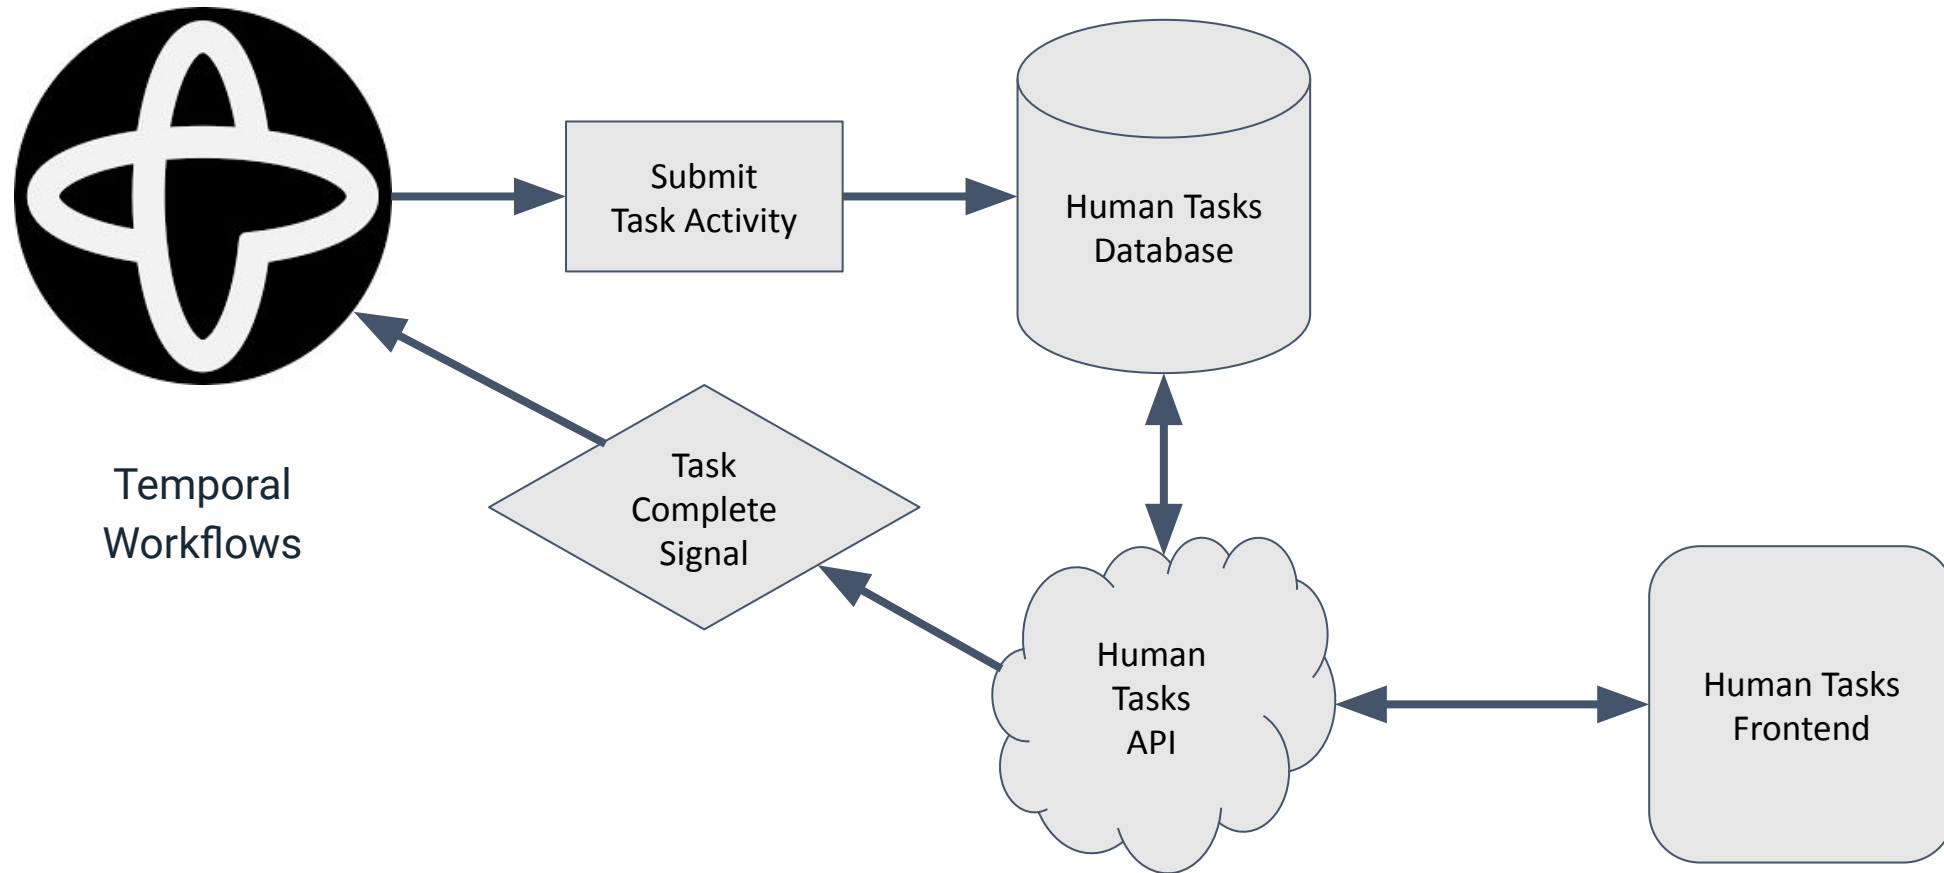 Submit
Task Activity
Human Tasks
Database
Temporal
Workflows
Task
Complete
Signal
Human
Tasks
API
Human Tasks
Frontend